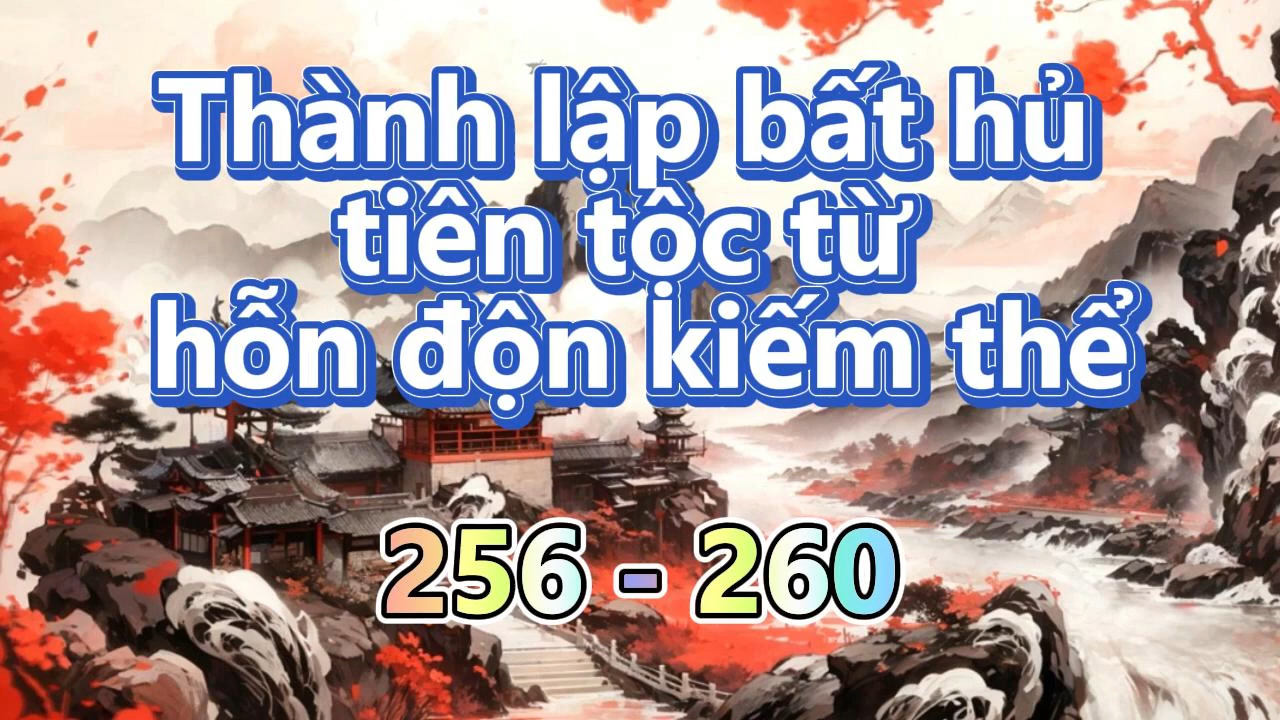 Thành lập bất hủ
tiên tộc từ
hỗn độn kiếm thể
256 - 260